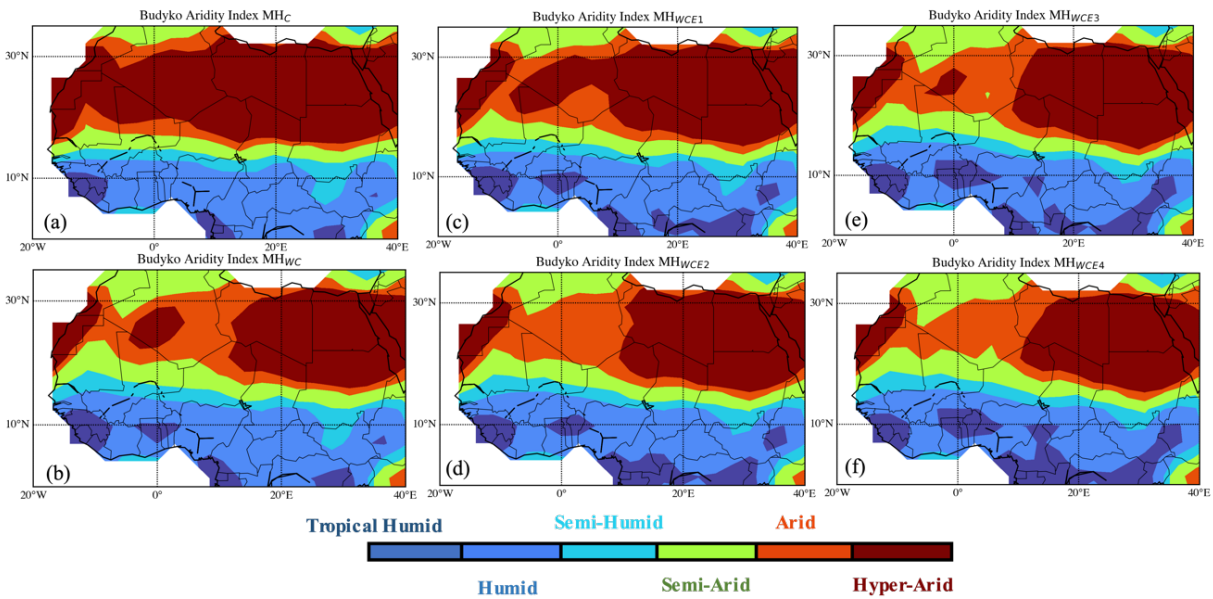 Budyko Aridity Index MH_C
30°N
10°N
(a)
20°W 0° 20°E 40°E
Budyko Aridity Index MH_WCE1
30°N
10°N
(c)
20°W 0° 20°E 40°E
Budyko Aridity Index MH_WCE3
30°N
10°N
(e)
20°W 0° 20°E 40°E
Budyko Aridity Index MH_WC
30°N
10°N
(b)
20°W 0° 20°E 40°E
Budyko Aridity Index MH_WCE2
30°N
10°N
(d)
20°W 0° 20°E 40°E
Budyko Aridity Index MH_WCE4
30°N
10°N
(f)
20°W 0° 20°E 40°E
Tropical Humid Semi-Humid Arid
Humid Semi-Arid Hyper-Arid